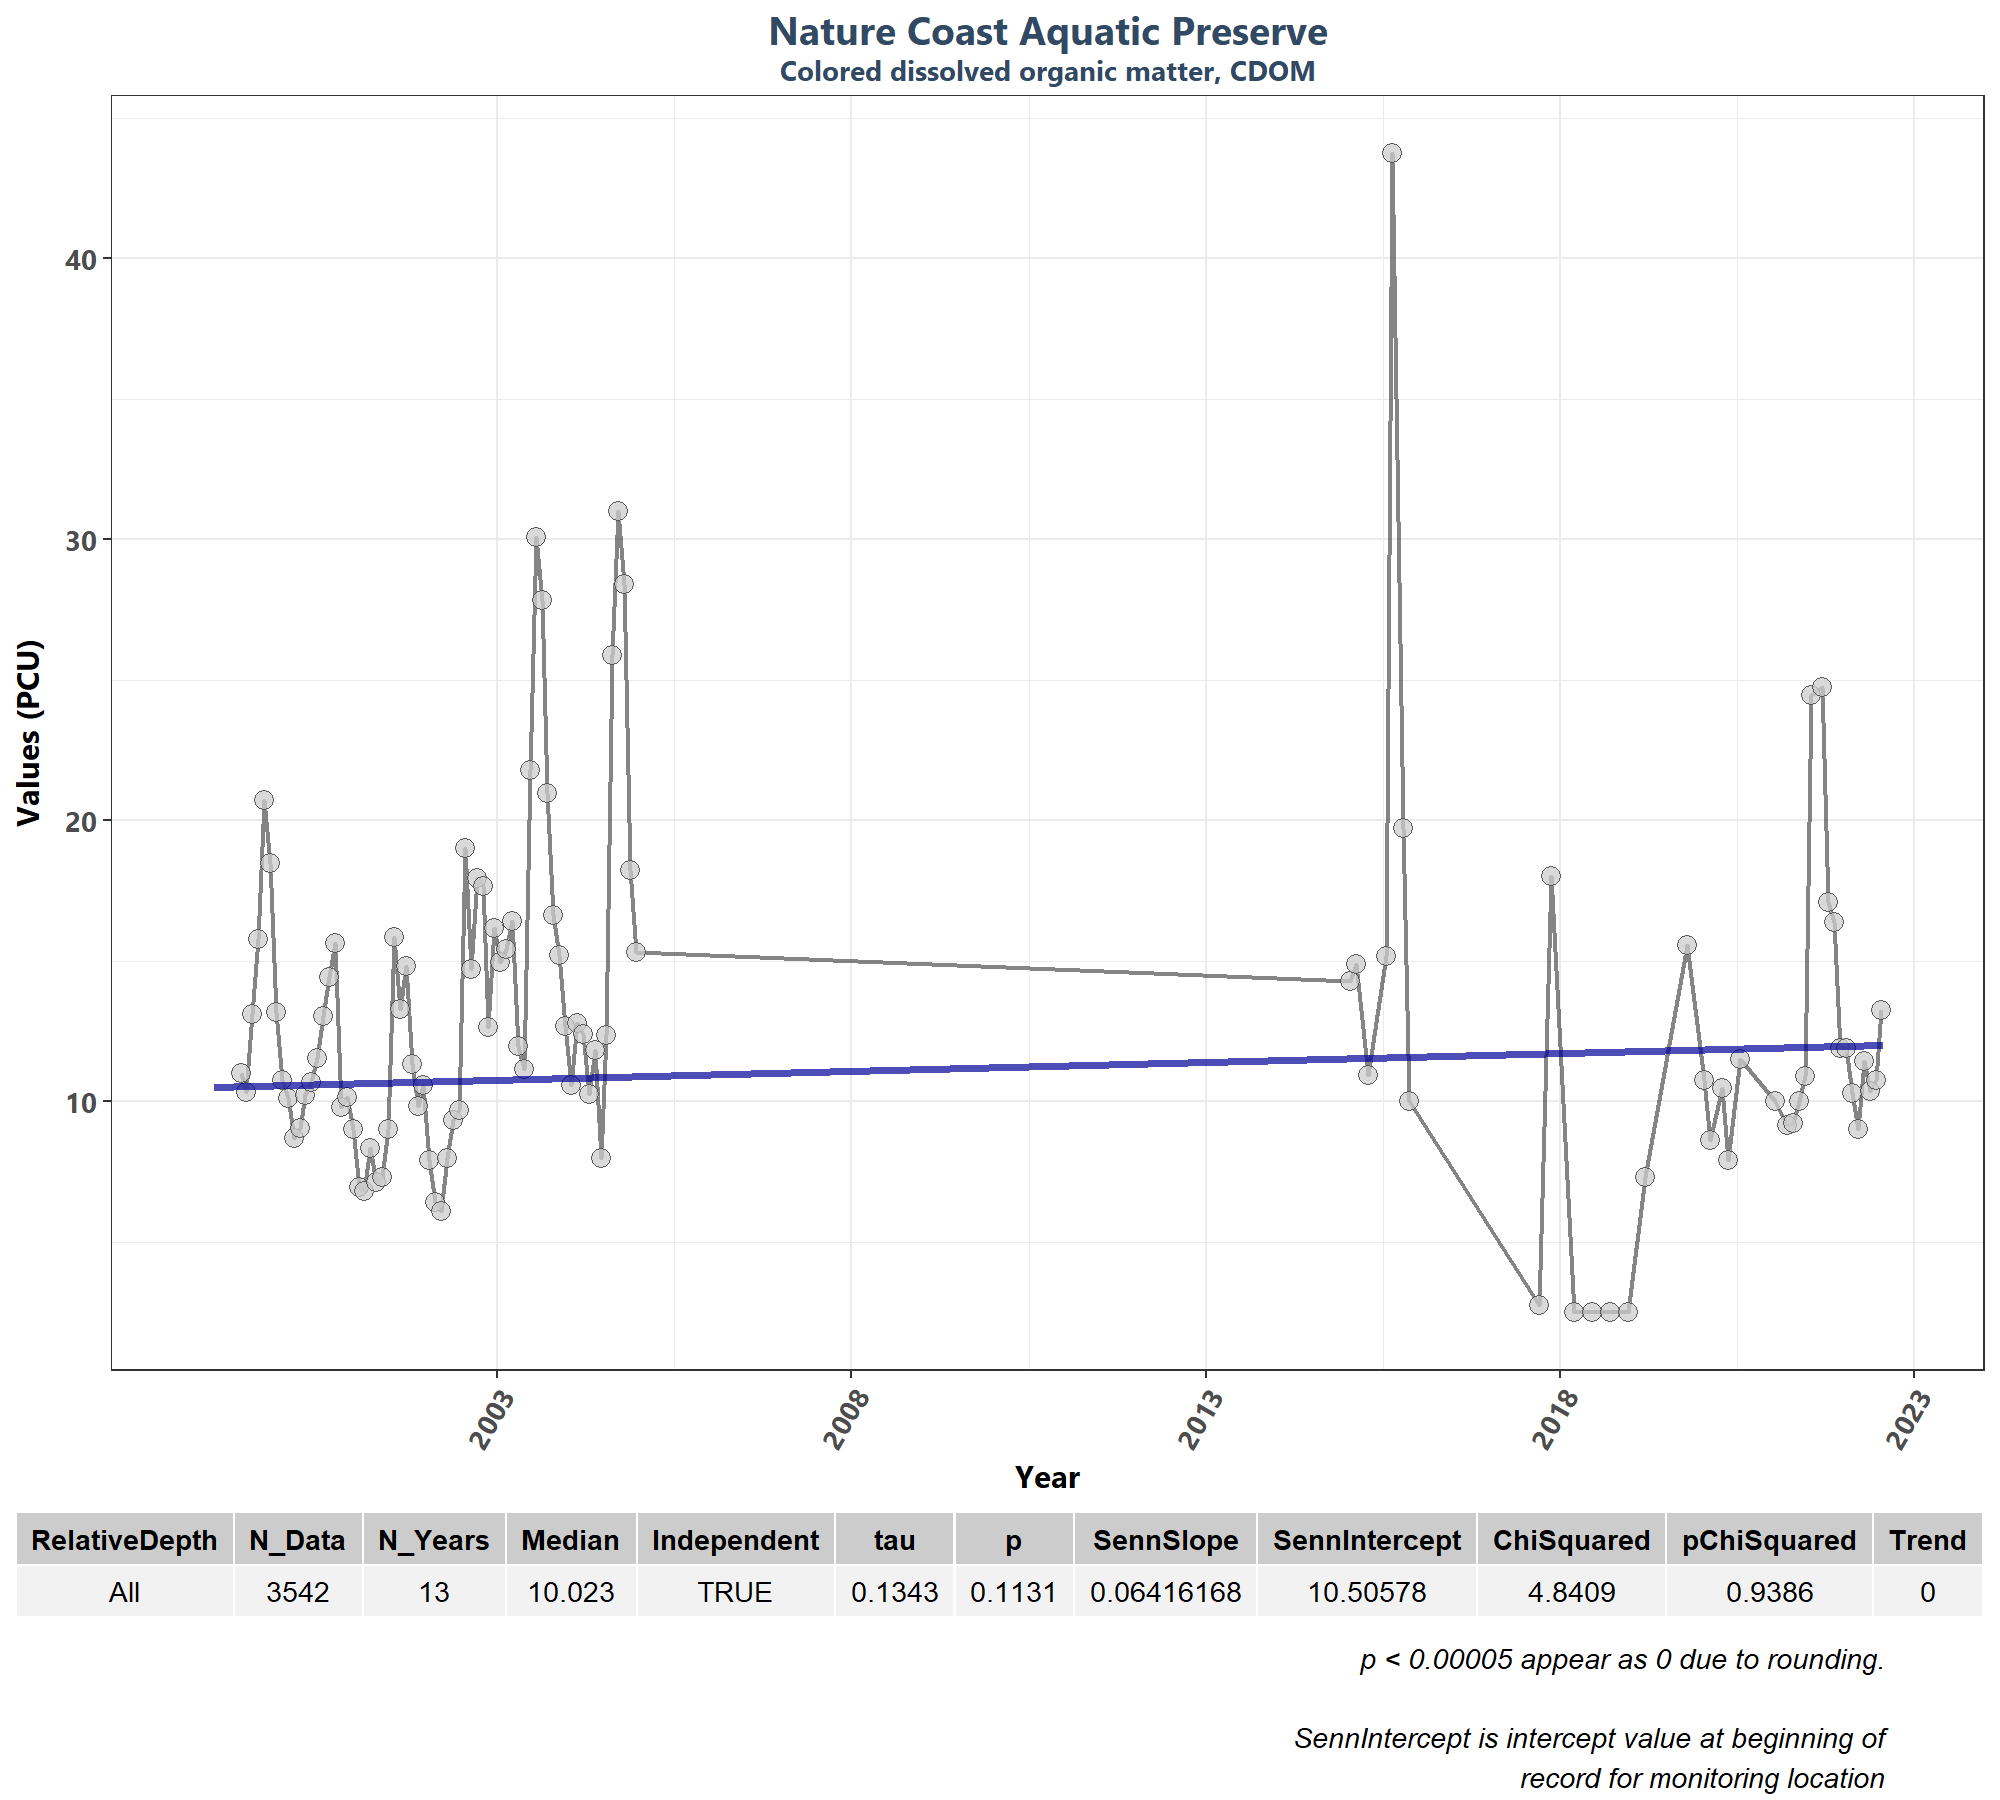 Nature Coast Aquatic Preserve
Colored dissolved organic matter, CDOM
Values (PCU)
40
30
20
10
2003 2008 2013 2018 2023
Year
RelativeDepth N_Data N_Years Median Independent tau p SennSlope SennIntercept ChiSquared pChiSquared Trend
All 3542 13 10.023 TRUE 0.1343 0.1131 0.06416168 10.50578 4.8409 0.9386 0
p < 0.00005 appear as 0 due to rounding.
SennIntercept is intercept value at beginning of
record for monitoring location